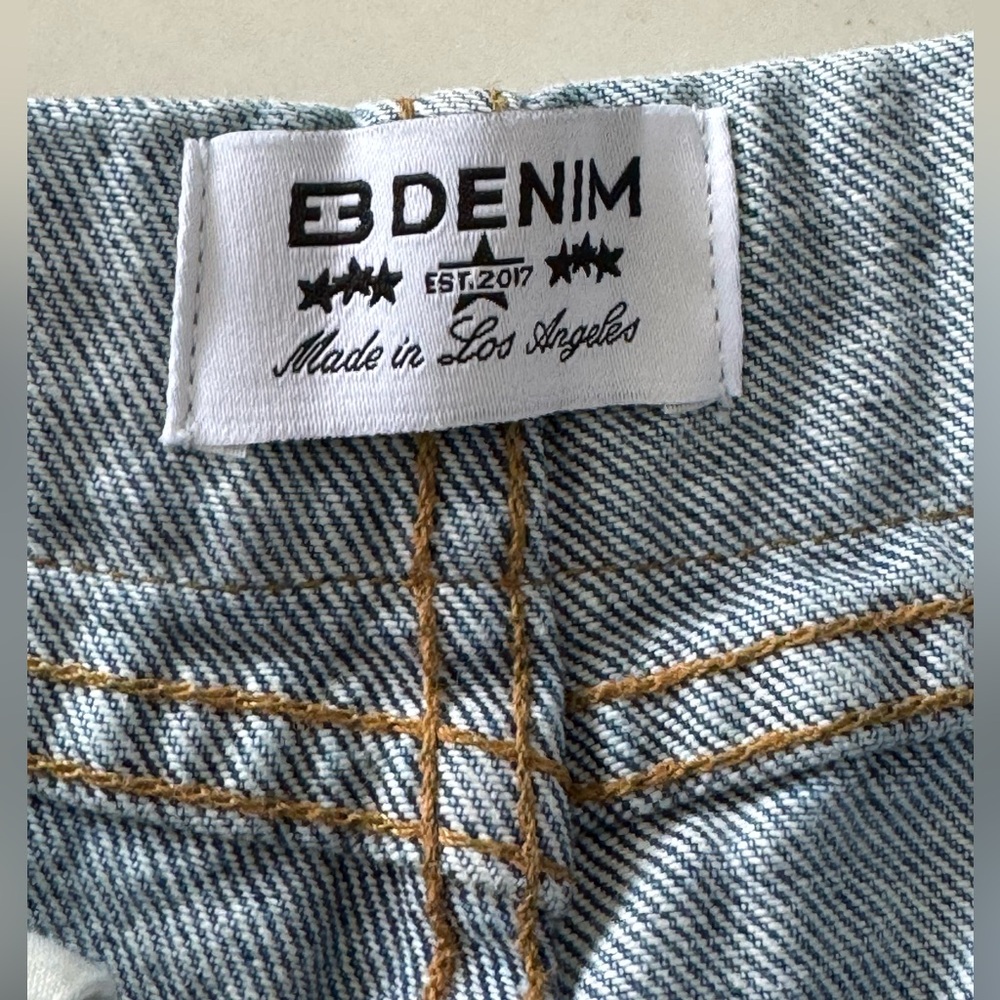 EB DENIM
EST. 2017
Made in Los Angeles